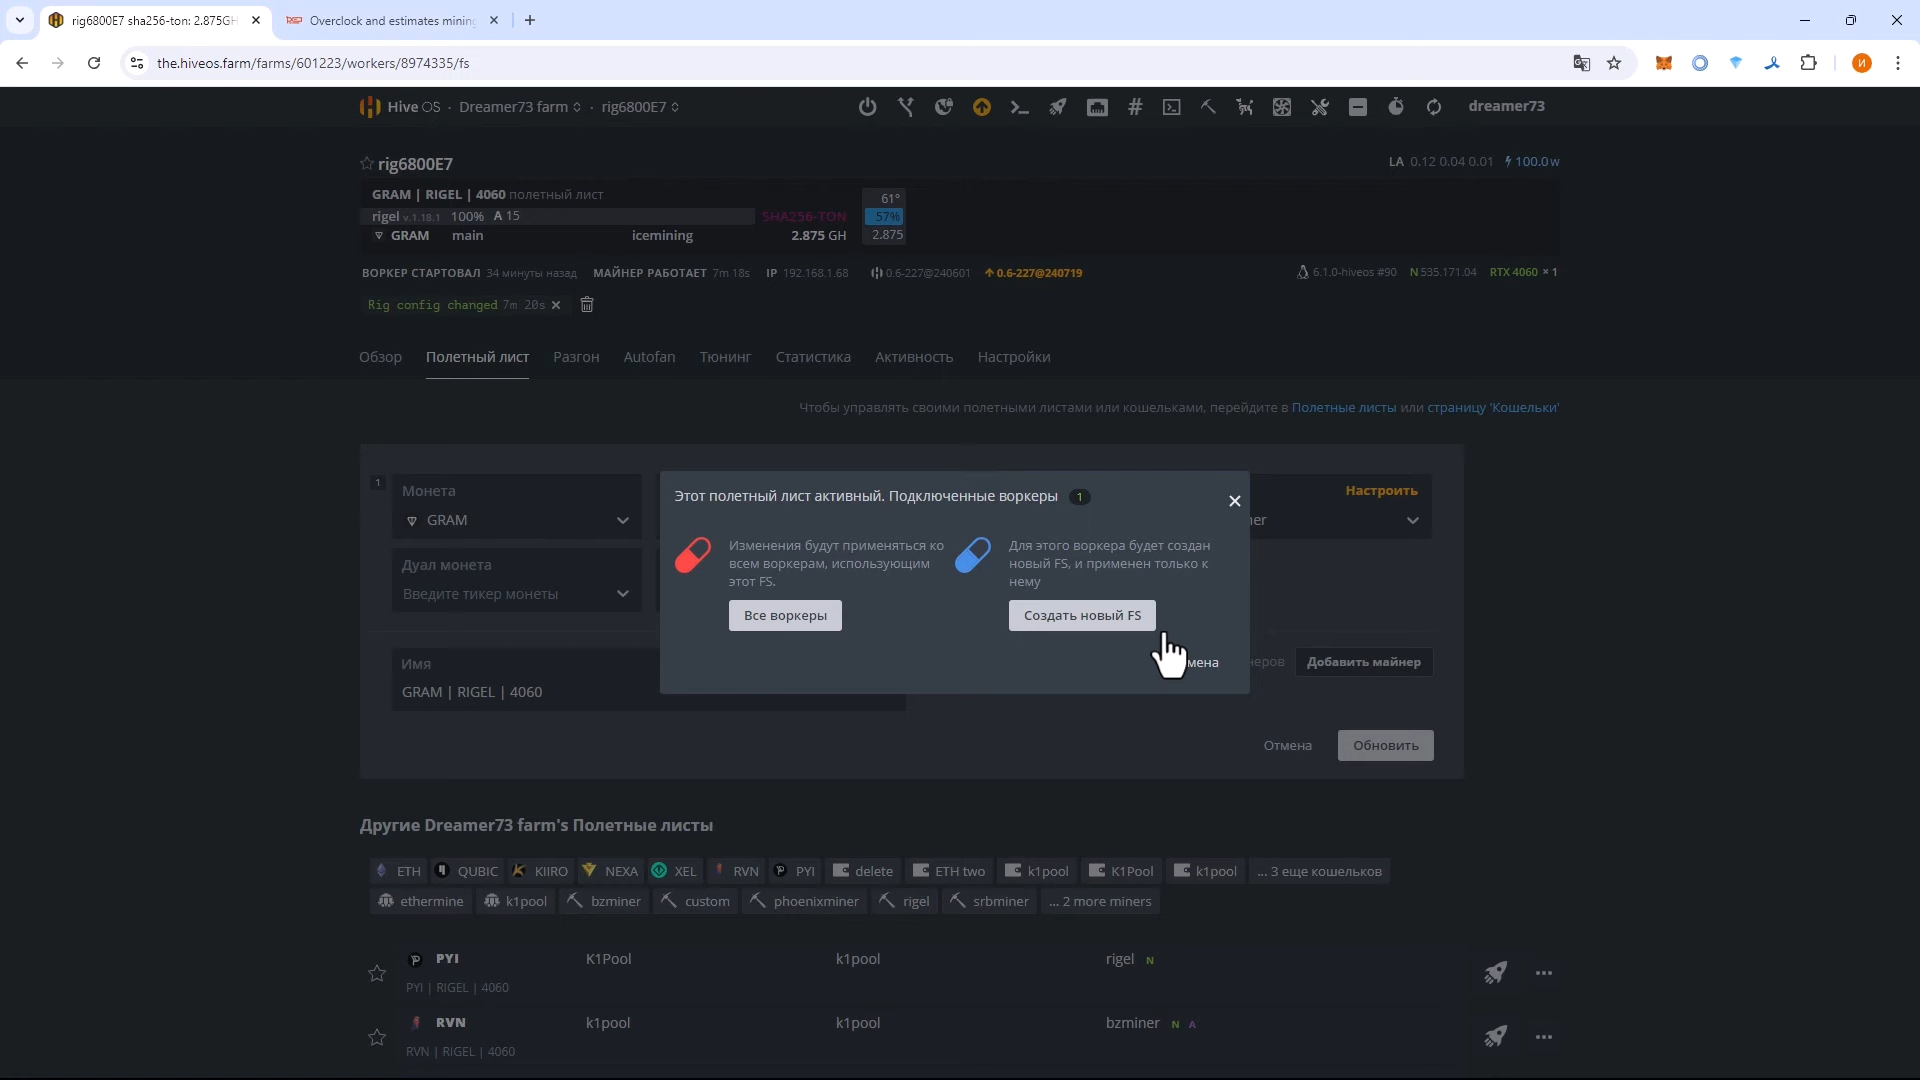 rig6800E7 sha256-ton: 2.875GH
Overclock and estimates mining
the.hiveos.farm/farms/601223/workers/8974335/fs
И
Hive OS · Dreamer73 farm · rig6800E7
dreamer73
rig6800E7
LA 0.12 0.04 0.01 100.0 w
GRAM | RIGEL | 4060 полетный лист
61°
rigel v.1.18.1 100% A 15 SHA256-TON 57%
GRAM main icemining 2.875 GH 2.875
ВОРКЕР СТАРТОВАЛ 34 минуты назад МАЙНЕР РАБОТАЕТ 7m 18s IP 192.168.1.68 0.6-227@240601 0.6-227@240719 6.1.0-hiveos #90 N 535.171.04 RTX 4060 × 1
Rig config changed 7m 20s
Обзор Полетный лист Разгон Autofan Тюнинг Статистика Активность Настройки
Чтобы управлять своими полетными листами или кошельками, перейдите в Полетные листы или страницу 'Кошельки'
1
Монета
GRAM
Настроить
ner
Дуал монета
Введите тикер монеты
Этот полетный лист активный. Подключенные воркеры 1
Изменения будут применяться ко
всем воркерам, использующим
этот FS.
Все воркеры
Для этого воркера будет создан
новый FS, и применен только к
нему
Создать новый FS
мена
Имя
GRAM | RIGEL | 4060
неров
Добавить майнер
Отмена Обновить
Другие Dreamer73 farm's Полетные листы
ETH QUBIC KIIRO NEXA XEL RVN PYI delete ETH two k1pool K1Pool k1pool ... 3 еще кошельков
ethermine k1pool bzminer custom phoenixminer rigel srbminer ... 2 more miners
PYI K1Pool k1pool rigel N
PYI | RIGEL | 4060
RVN k1pool k1pool bzminer N A
RVN | RIGEL | 4060